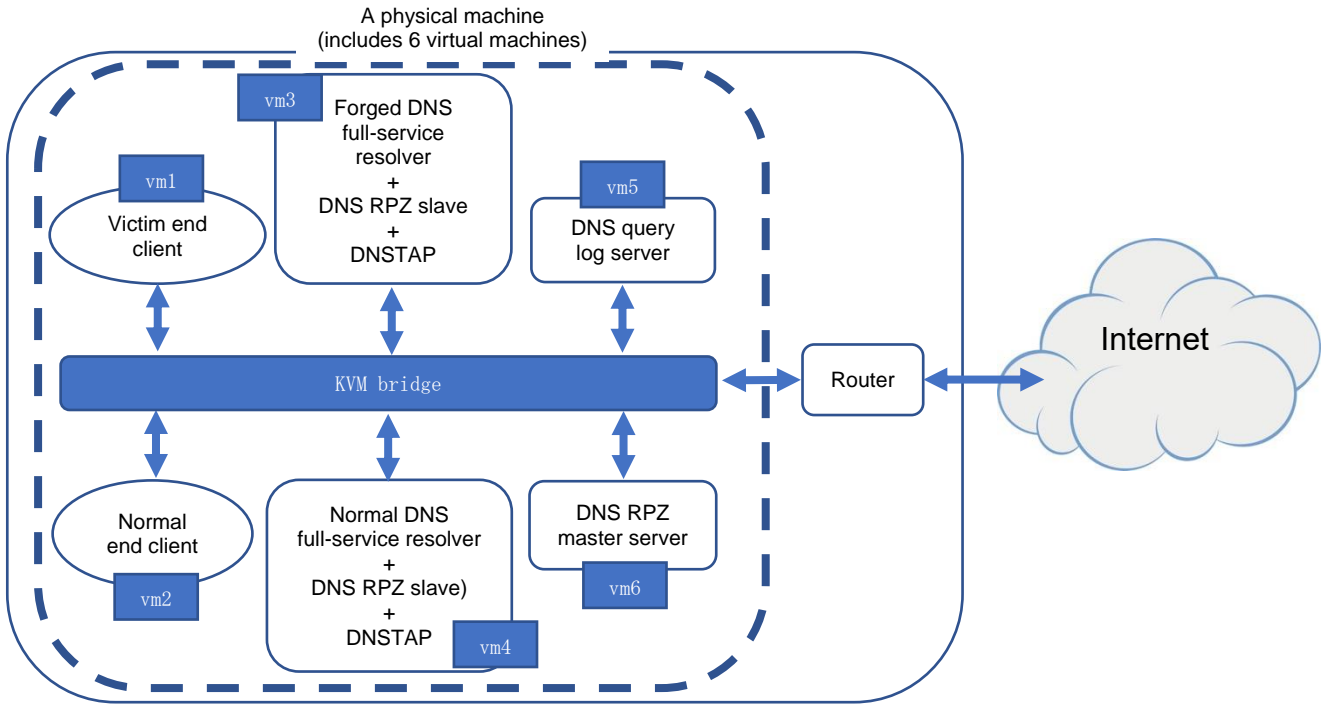 A physical machine
(includes 6 virtual machines)
vm3
Forged DNS
full-service
resolver
+
DNS RPZ slave
+
DNSTAP
vm1
Victim end
client
vm5
DNS query
log server
KVM bridge
Router
Internet
Normal
end client
vm2
Normal DNS
full-service resolver
+
DNS RPZ slave)
+
DNSTAP
vm4
DNS RPZ
master server
vm6